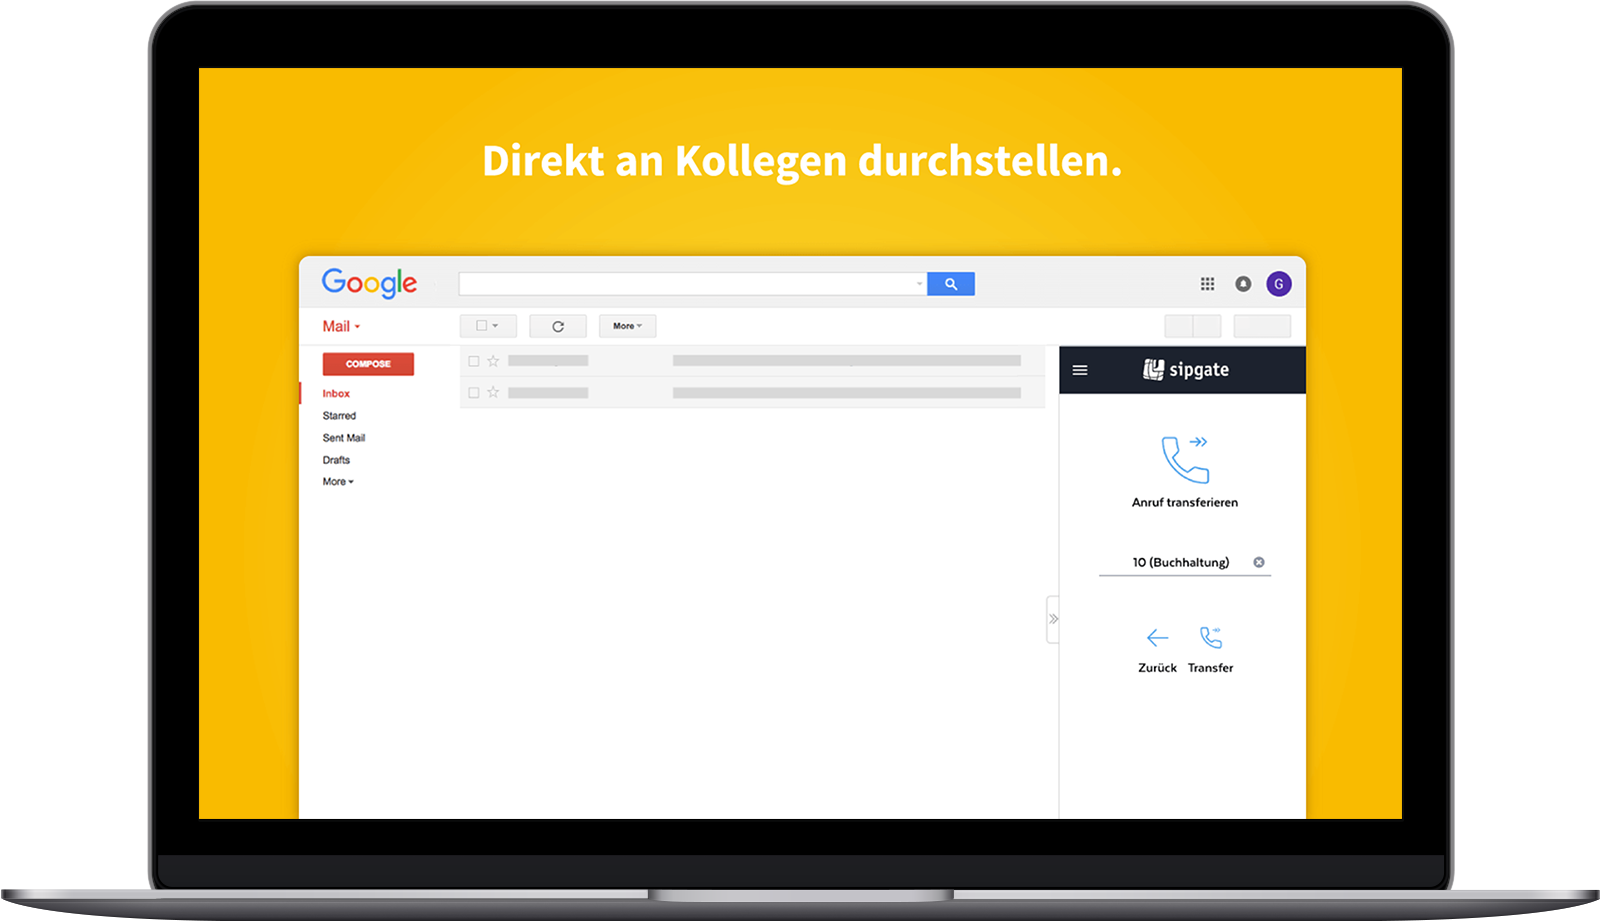 Direkt an Kollegen durchstellen.
Google
G
Mail
More
COMPOSE
Inbox
Starred
Sent Mail
Drafts
More
sipgate
Anruf transferieren
10 (Buchhaltung)
Zurück Transfer